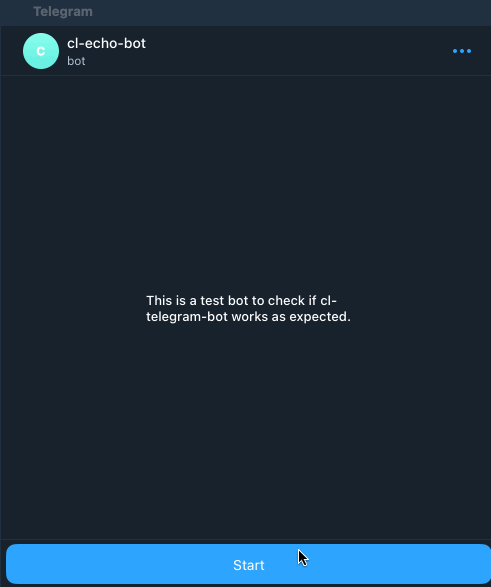 Telegram
C
cl-echo-bot
bot
This is a test bot to check if cl-
telegram-bot works as expected.
Start